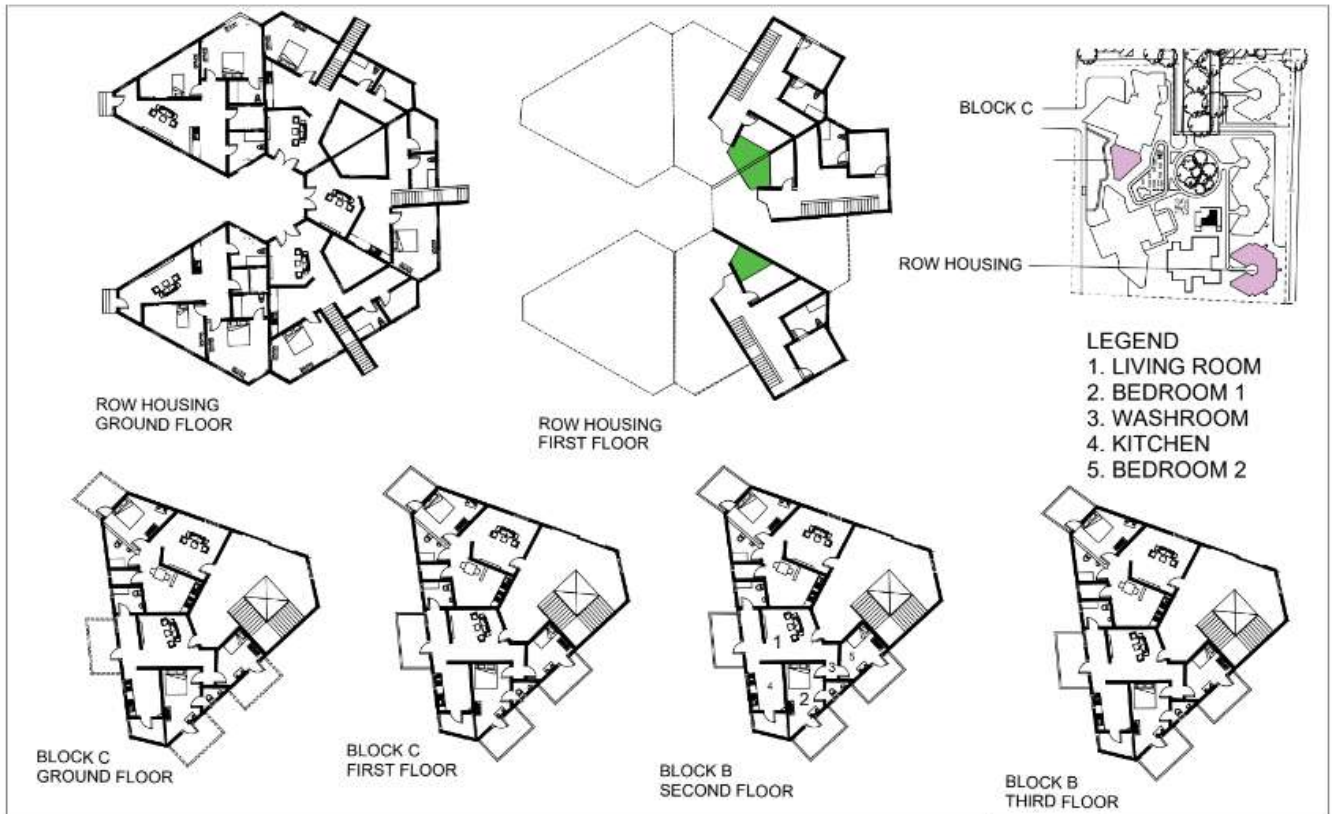 ROW HOUSING
GROUND FLOOR
ROW HOUSING
FIRST FLOOR
BLOCK C
ROW HOUSING
LEGEND
1. LIVING ROOM
2. BEDROOM 1
3. WASHROOM
4. KITCHEN
5. BEDROOM 2
BLOCK C
GROUND FLOOR
BLOCK C
FIRST FLOOR
1
5
3
4
2
BLOCK B
SECOND FLOOR
BLOCK B
THIRD FLOOR